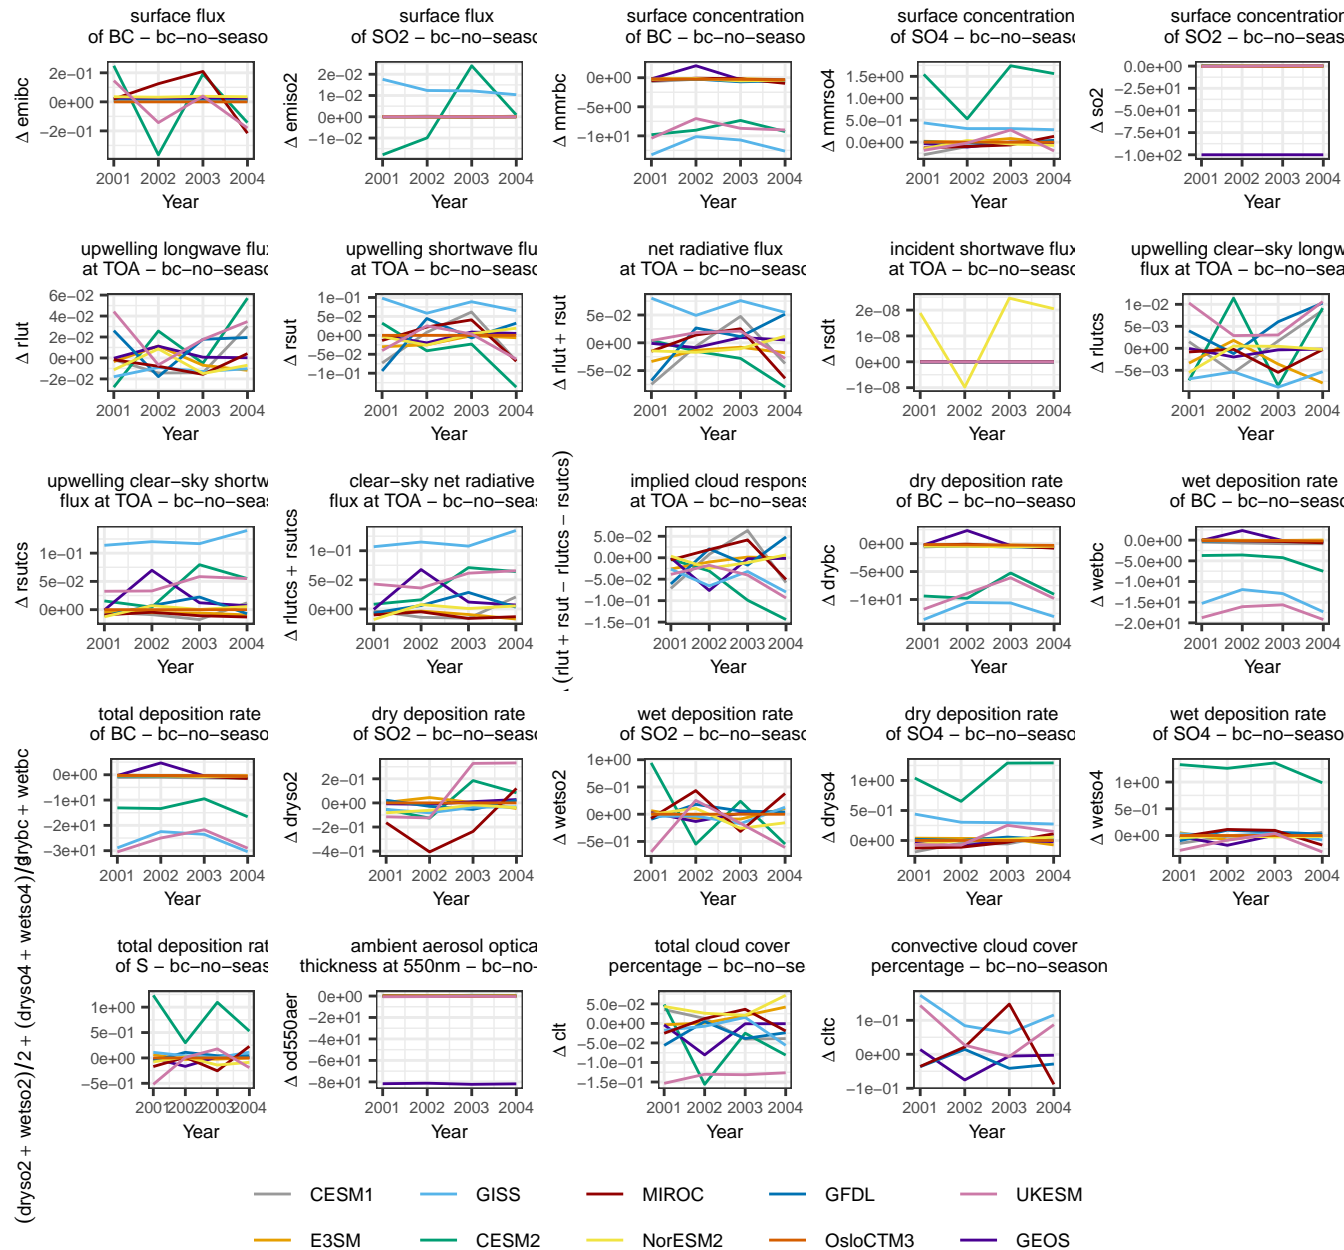 surface flux
of BC − bc−no−seaso
Δ emibc
2e−01
0e+00
−2e−01
2001 2002 2003 2004
Year
surface flux
of SO2 − bc−no−seaso
Δ emiso2
2e−02
1e−02
0e+00
−1e−02
2001 2002 2003 2004
Year
surface concentration
of BC − bc−no−seaso
Δ mmrbc
0e+00
−5e+00
−1e+01
2001 2002 2003 2004
Year
surface concentration
of SO4 − bc−no−seaso
Δ mmrso4
1.5e+00
1.0e+00
5.0e−01
0.0e+00
2001 2002 2003 2004
Year
surface concentration
of SO2 − bc−no−seas
Δ so2
0.0e+00
−2.5e+01
−5.0e+01
−7.5e+01
−1.0e+02
2001 2002 2003 2004
Year
upwelling longwave flux
at TOA − bc−no−seaso
Δ rlut
6e−02
4e−02
2e−02
0e+00
−2e−02
2001 2002 2003 2004
Year
upwelling shortwave flu
at TOA − bc−no−seaso
Δ rsut
1e−01
5e−02
0e+00
−5e−02
−1e−01
2001 2002 2003 2004
Year
net radiative flux
at TOA − bc−no−seaso
Δ rlut + rsut
5e−02
0e+00
−5e−02
2001 2002 2003 2004
Year
incident shortwave flux
at TOA − bc−no−seaso
Δ rsdt
2e−08
1e−08
0e+00
−1e−08
2001 2002 2003 2004
Year
upwelling clear−sky longw
flux at TOA − bc−no−seas
Δ rlutcs
1e−02
5e−03
0e+00
−5e−03
2001 2002 2003 2004
Year
upwelling clear−sky shortw
flux at TOA − bc−no−seas
Δ rsutcs
1e−01
5e−02
0e+00
2001 2002 2003 2004
Year
clear−sky net radiative
flux at TOA − bc−no−seas
Δ rlutcs + rsutcs
1e−01
5e−02
0e+00
2001 2002 2003 2004
Year
implied cloud respons
at TOA − bc−no−seaso
(rlut + rsut − rlutcs − rsutcs)
5.0e−02
0.0e+00
−5.0e−02
−1.0e−01
−1.5e−01
2001 2002 2003 2004
Year
dry deposition rate
of BC − bc−no−seaso
Δ drybc
0e+00
−5e+00
−1e+01
2001 2002 2003 2004
Year
wet deposition rate
of BC − bc−no−seaso
Δ wetbc
0.0e+00
−5.0e+00
−1.0e+01
−1.5e+01
−2.0e+01
2001 2002 2003 2004
Year
total deposition rate
of BC − bc−no−seaso
drybc + wetbc
0e+00
−1e+01
−2e+01
−3e+01
2001 2002 2003 2004
Year
dry deposition rate
of SO2 − bc−no−seaso
Δ dryso2
2e−01
0e+00
−2e−01
−4e−01
2001 2002 2003 2004
Year
wet deposition rate
of SO2 − bc−no−seaso
Δ wetso2
1e+00
5e−01
0e+00
−5e−01
2001 2002 2003 2004
Year
dry deposition rate
of SO4 − bc−no−seaso
Δ dryso4
1e+00
5e−01
0e+00
2001 2002 2003 2004
Year
wet deposition rate
of SO4 − bc−no−seaso
Δ wetso4
1e+00
5e−01
0e+00
2001 2002 2003 2004
Year
total deposition rat
of S − bc−no−seas
(dryso2 + wetso2)/2 + (dryso4 + wetso4)/3
1e+00
5e−01
0e+00
−5e−01
2001 2002 2003 2004
Year
ambient aerosol optica
thickness at 550nm − bc−no−
Δ od550aer
0e+00
−2e+01
−4e+01
−6e+01
−8e+01
2001 2002 2003 2004
Year
total cloud cover
percentage − bc−no−se
Δ clt
5.0e−02
0.0e+00
−5.0e−02
−1.0e−01
−1.5e−01
2001 2002 2003 2004
Year
convective cloud cover
percentage − bc−no−season
Δ cltc
1e−01
0e+00
−1e−01
2001 2002 2003 2004
Year
CESM1 GISS MIROC GFDL UKESM
E3SM CESM2 NorESM2 OsloCTM3 GEOS